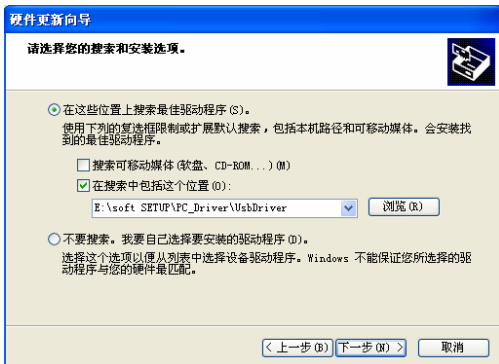 硬件更新向导
请选择您的搜索和安装选项。
在这些位置上搜索最佳驱动程序(S)。
使用下列的复选框限制或扩展默认搜索，包括本机路径和可移动媒体。会安装找
到的最佳驱动程序。
搜索可移动媒体(软盘、CD-ROM...)(M)
在搜索中包括这个位置(O):
E:\soft SETUP\PC_Driver\UsbDriver
浏览(R)
不要搜索。我要自己选择要安装的驱动程序(D)。
选择这个选项以便从列表中选择设备驱动程序。Windows 不能保证您所选择的驱
动程序与您的硬件最匹配。
< 上一步(B) 下一步(N) > 取消